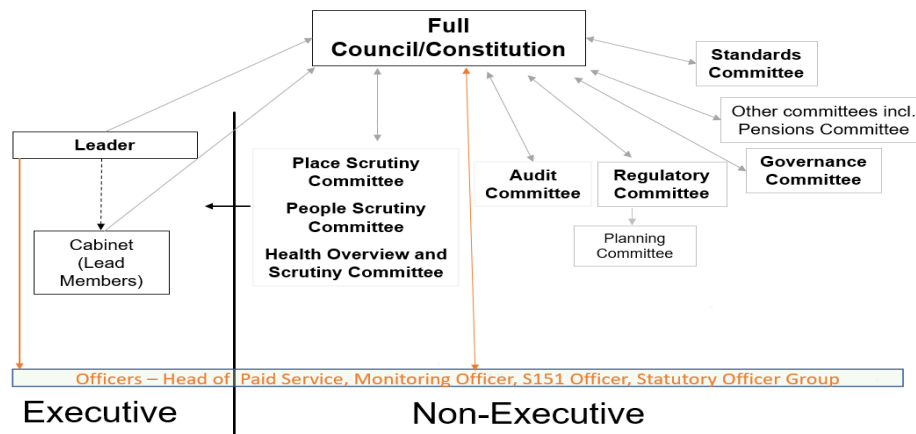 Full
Council/Constitution
Standards
Committee
Other committees incl.
Pensions Committee
Leader
Place Scrutiny
Committee
People Scrutiny
Committee
Health Overview and
Scrutiny Committee
Audit
Committee
Regulatory
Committee
Governance
Committee
Cabinet
(Lead
Members)
Planning
Committee
Officers – Head of Paid Service, Monitoring Officer, S151 Officer, Statutory Officer Group
Executive
Non-Executive